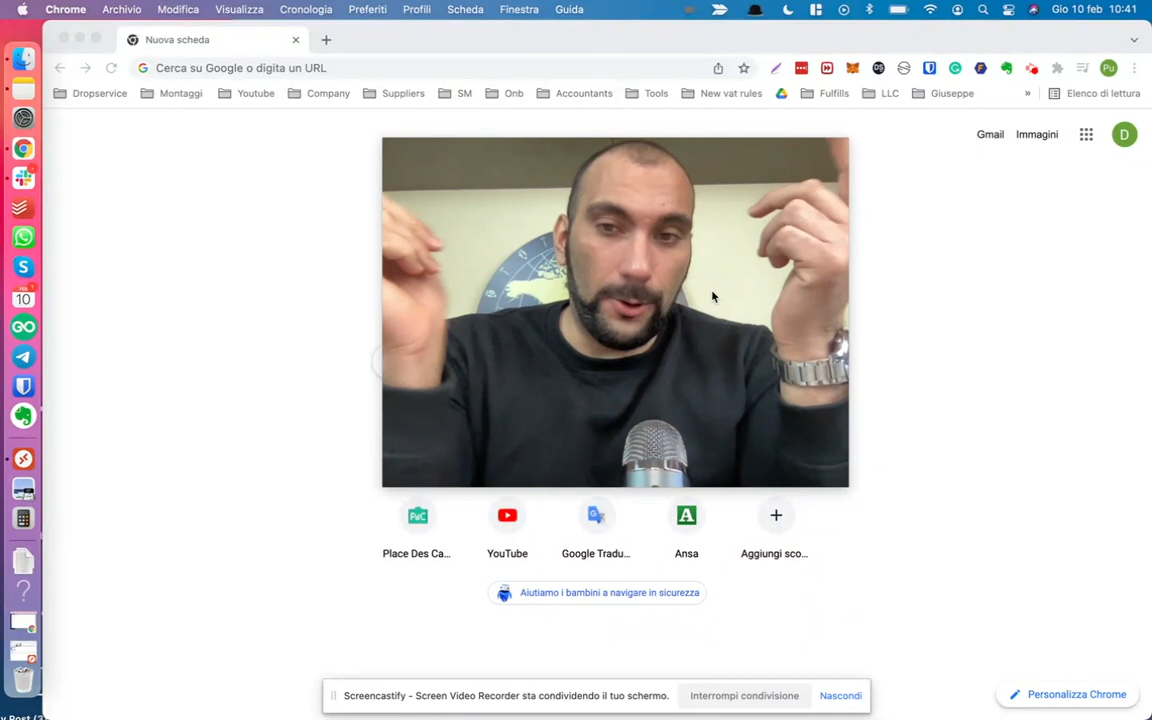 Chrome Archivio Modifica Visualizza Cronologia Preferiti Profili Scheda Finestra Guida Gio 10 feb 10:41
Nuova scheda
Cerca su Google o digita un URL Pu
Dropservice Montaggi Youtube Company Suppliers SM Onb Accountants Tools New vat rules Fulfills LLC Giuseppe » Elenco di lettura
Gmail Immagini D
10
PdC
Place Des Ca... YouTube Google Tradu... Ansa Aggiungi sco...
Aiutiamo i bambini a navigare in sicurezza
Screencastify - Screen Video Recorder sta condividendo il tuo schermo. Interrompi condivisione Nascondi
Personalizza Chrome